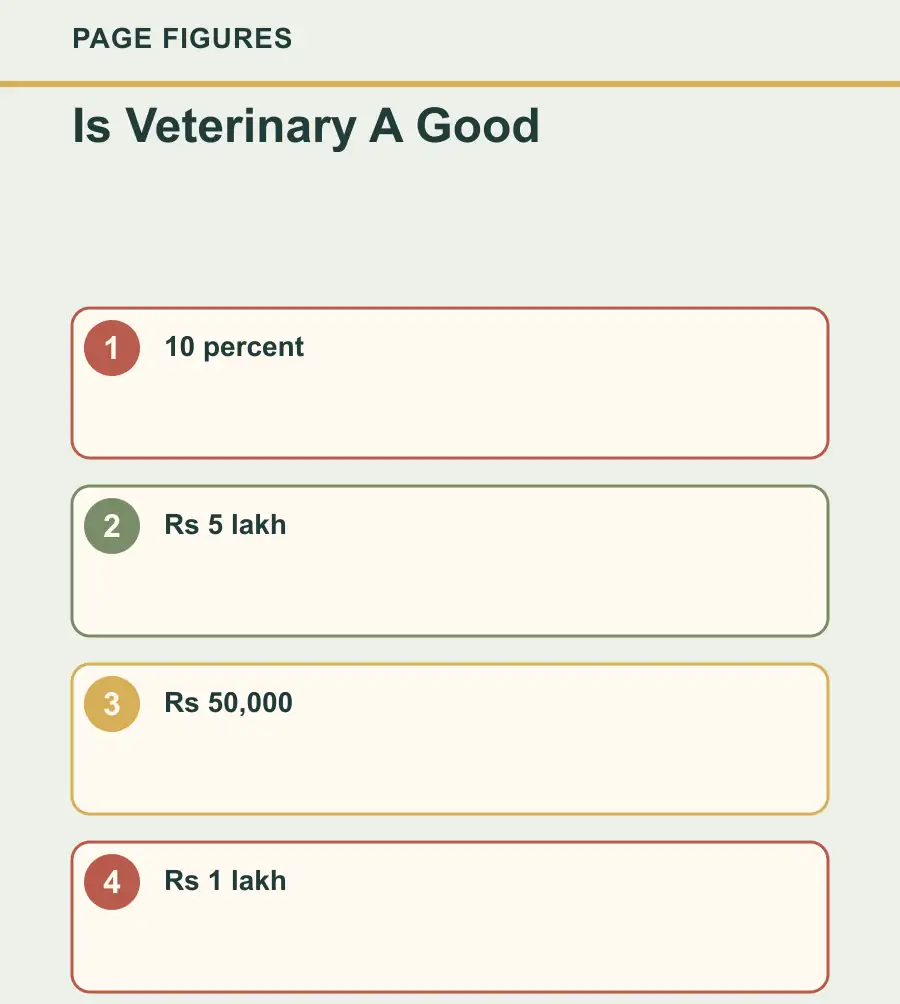 PAGE FIGURES
Is Veterinary A Good
1
10 percent
2
Rs 5 lakh
3
Rs 50,000
4
Rs 1 lakh